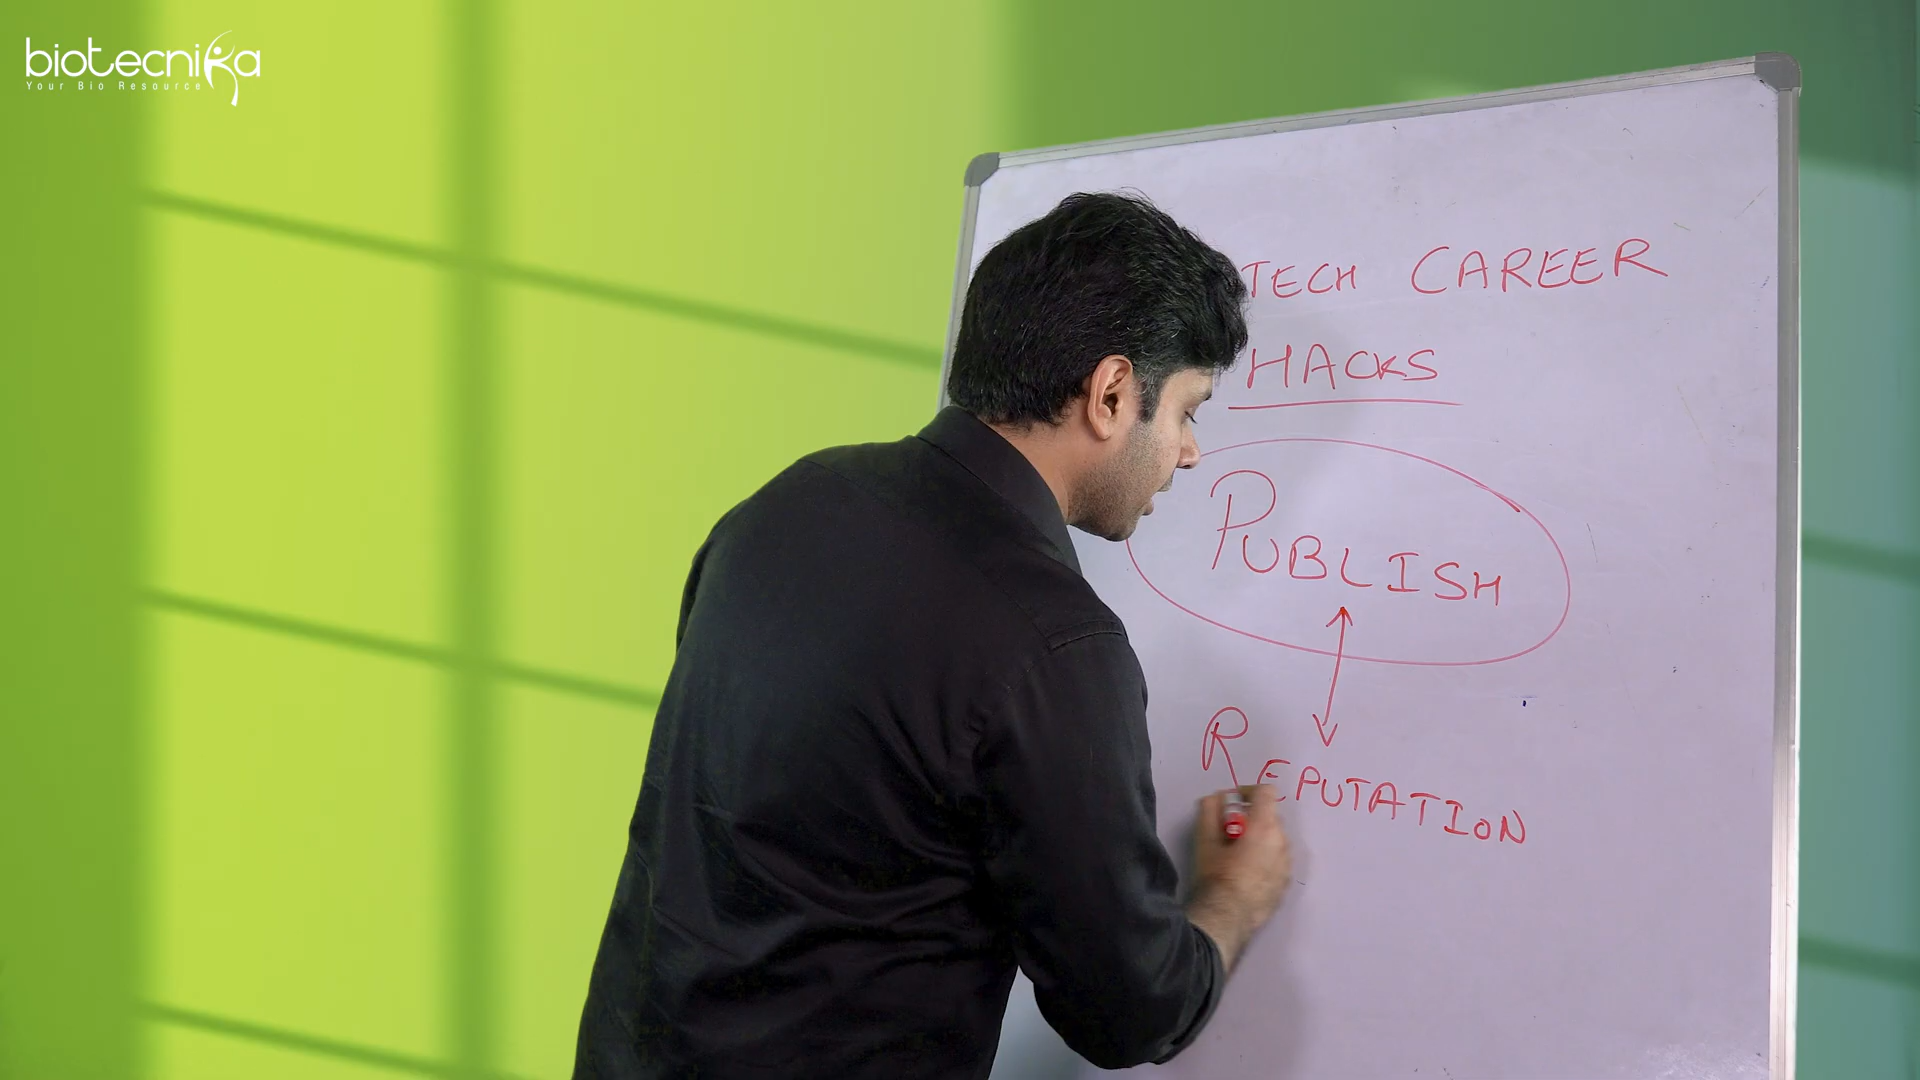 biotecnika
Your Bio Resource
TECH CAREER
HACKS
PUBLISH
REPUTATION